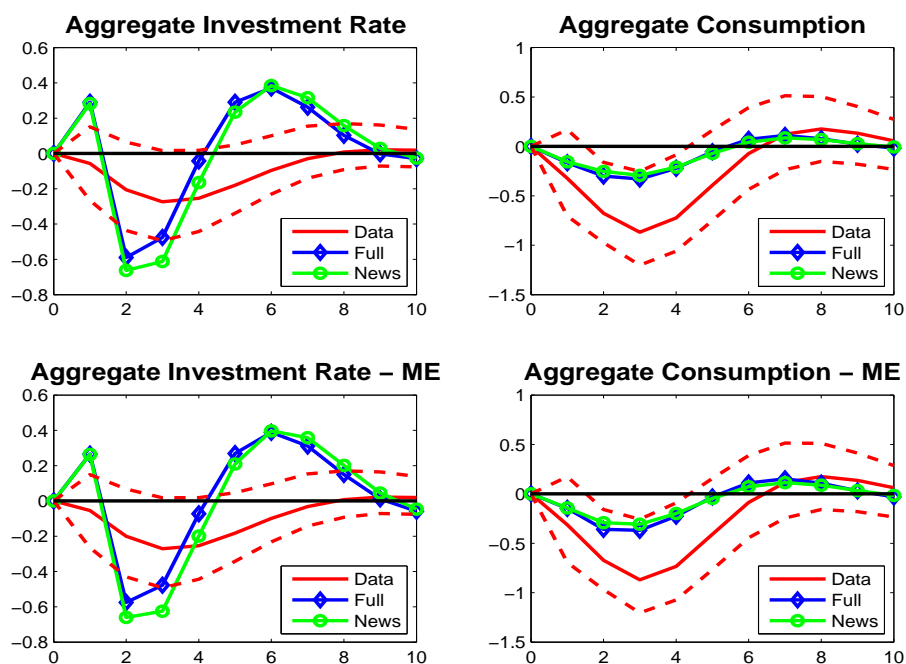 Aggregate Investment Rate
0.6
0.4
0.2
0
−0.2
−0.4
−0.6
−0.8
0 2 4 6 8 10
Data
Full
News
Aggregate Consumption
1
0.5
0
−0.5
−1
−1.5
0 2 4 6 8 10
Data
Full
News
Aggregate Investment Rate − ME
0.6
0.4
0.2
0
−0.2
−0.4
−0.6
−0.8
0 2 4 6 8 10
Data
Full
News
Aggregate Consumption − ME
1
0.5
0
−0.5
−1
−1.5
0 2 4 6 8 10
Data
Full
News